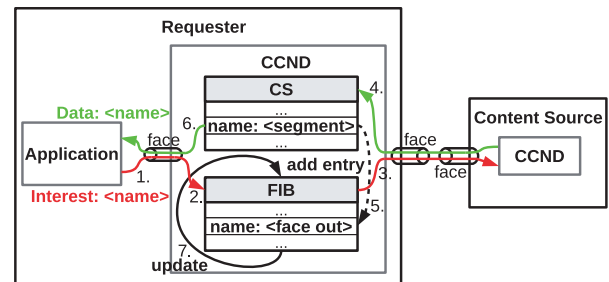 Requester
CCND
CS
4.
Data: <name>
...
6.
name: <segment>
...
face
Application
1.
add entry
Interest: <name>
2.
FIB
3.
...
5.
name: <face out>
7.
...
update
face
face
Content Source
CCND